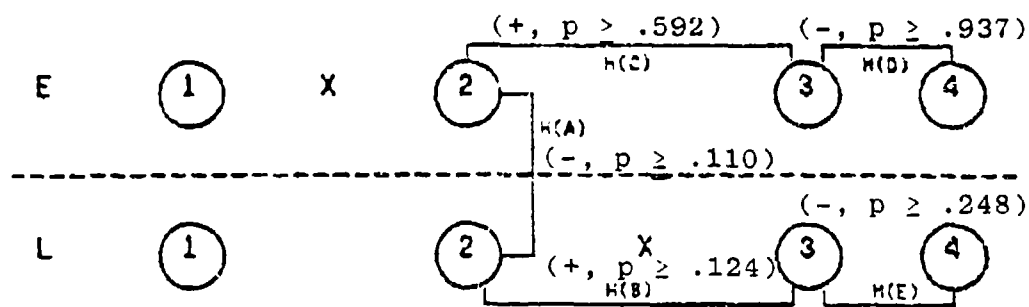 (+, p ≥ .592) (-, p ≥ .937)
H(C) H(D)
E 1 X 2 3 4
H(A)
(-, p ≥ .110)
(-, p ≥ .248)
L 1 2 X 3 4
(+, p ≥ .124)
H(B) H(E)